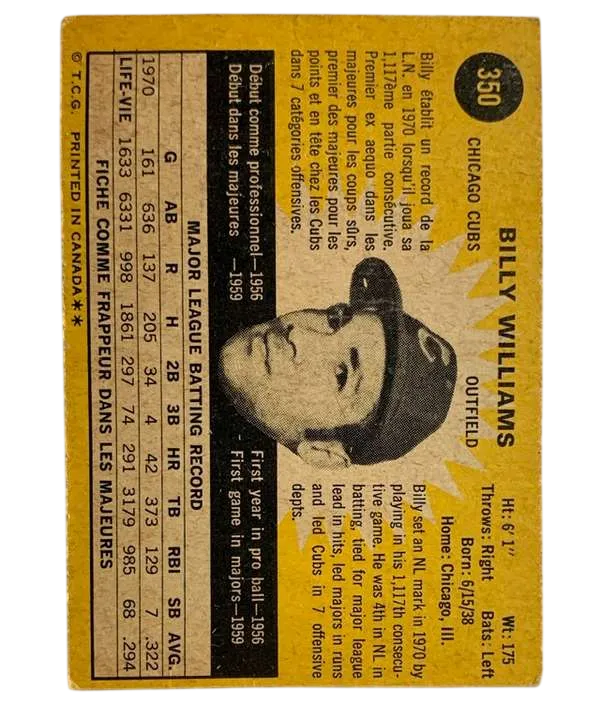 350
BILLY WILLIAMS
CHICAGO CUBS
OUTFIELD
Ht: 6'1" Wt: 175
Throws: Right Bats: Left
Born: 6/15/38
Home: Chicago, Ill.
Billy établit un record de la
L.N. en 1970 lorsqu'il joua sa
1,117ème partie consécutive.
Premier ex aequo dans les
majeures pour les coups sûrs,
premier des majeures pour les
points et en tête chez les Cubs
dans 7 catégories offensives.
Billy set an NL mark in 1970 by
playing in his 1,117th consecu-
tive game. He was 4th in NL in
batting, tied for major league
lead in hits, led majors in runs
and led Cubs in 7 offensive
depts.
Début comme professionnel—1956
Début dans les majeures —1959
First year in pro ball—1956
First game in majors—1959
MAJOR LEAGUE BATTING RECORD
G AB R H 2B 3B HR TB RBI SB AVG.
1970 161 636 137 205 34 4 42 373 129 7 .322
LIFE-VIE 1633 6331 998 1861 297 74 291 3179 985 68 .294
FICHE COMME FRAPPEUR DANS LES MAJEURES
© T.C.G. PRINTED IN CANADA**